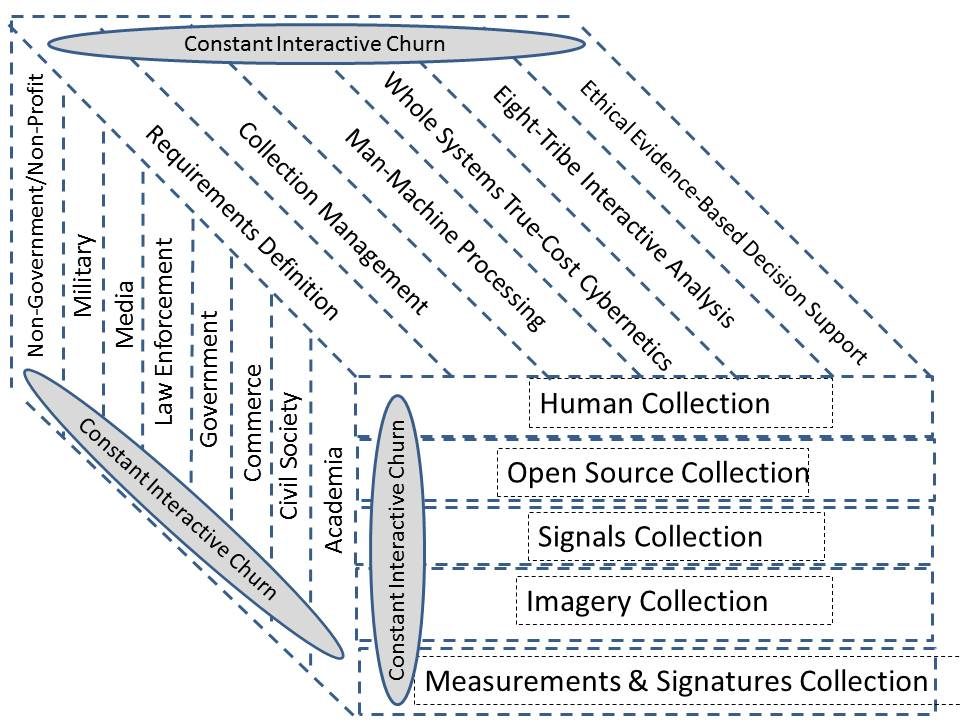 Constant Interactive Churn
Non-Government/Non-Profit
Military
Media
Law Enforcement
Government
Commerce
Civil Society
Academia
Requirements Definition
Collection Management
Man-Machine Processing
Whole Systems True-Cost Cybernetics
Eight-Tribe Interactive Analysis
Ethical Evidence-Based Decision Support
Constant Interactive Churn
Constant Interactive Churn
Human Collection
Open Source Collection
Signals Collection
Imagery Collection
Measurements & Signatures Collection